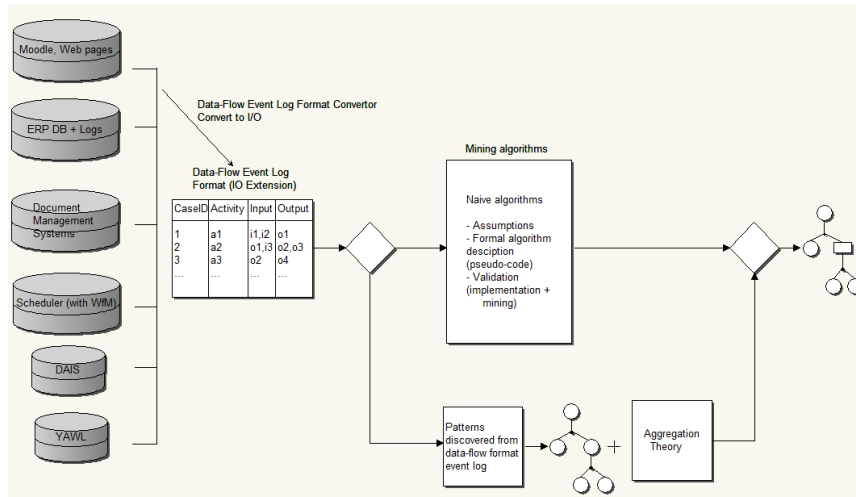 Moodle, Web pages
ERP DB + Logs
Document
Management
Systems
Scheduler (with WfM)
DAIS
YAWL
Data-Flow Event Log Format Convertor
Convert to I/O
Data-Flow Event Log
Format (IO Extension)
CaseID Activity Input Output
1 a1 i1,i2 o1
2 a2 o1,i3 o2,o3
3 a3 o2 o4
... ... ... ...
Mining algorithms
Naive algorithms
- Assumptions
- Formal algorithm
desciption
(pseudo-code)
- Validation
(implementation +
mining)
Patterns
discovered from
data-flow format
event log
+
Aggregation
Theory